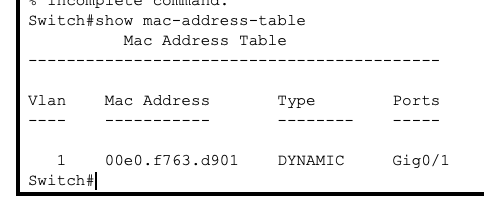 % Incomplete command.
Switch#show mac-address-table
Mac Address Table
-------------------------------------------
Vlan    Mac Address       Type        Ports
----    -----------       --------    -----
1    00e0.f763.d901    DYNAMIC     Gig0/1
Switch#